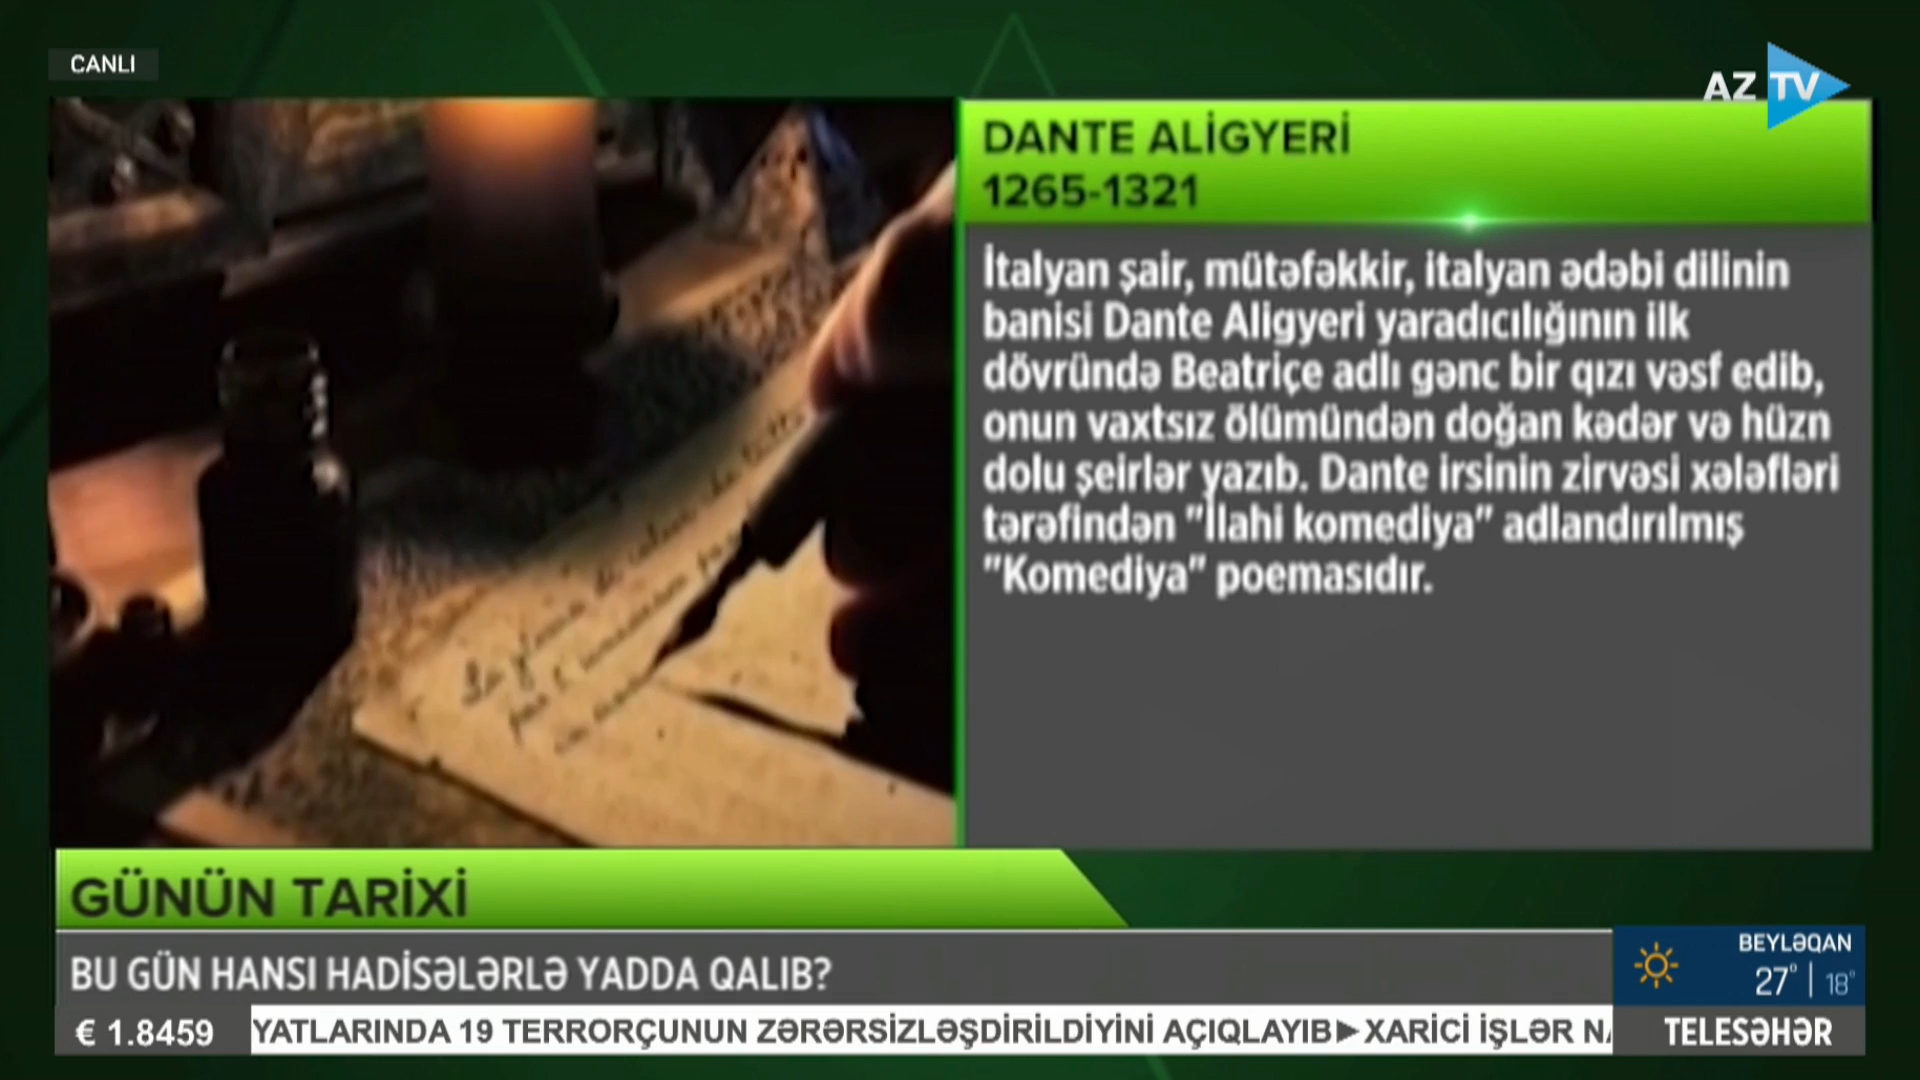 CANLI
AZTV
DANTE ALİGYERİ
1265-1321
İtalyan şair, mütəfəkkir, italyan ədəbi dilinin
banisi Dante Aligyeri yaradıcılığının ilk
dövründə Beatriçe adlı gənc bir qızı vəsf edib,
onun vaxtsız ölümündən doğan kədər və hüzn
dolu şeirlər yazıb. Dante irsinin zirvəsi xələfləri
tərəfindən "İlahi komediya" adlandırılmış
"Komediya" poemasıdır.
GÜNÜN TARİXİ
BU GÜN HANSI HADİSƏLƏRLƏ YADDA QALIB?
BEYLƏQAN
27° | 18°
€ 1.8459
YATLARINDA 19 TERRORÇUNUN ZƏRƏRSİZLƏŞDİRİLDİYİNİ AÇIQLAYIB▶XARİCİ İŞLƏR
TELESƏHƏR